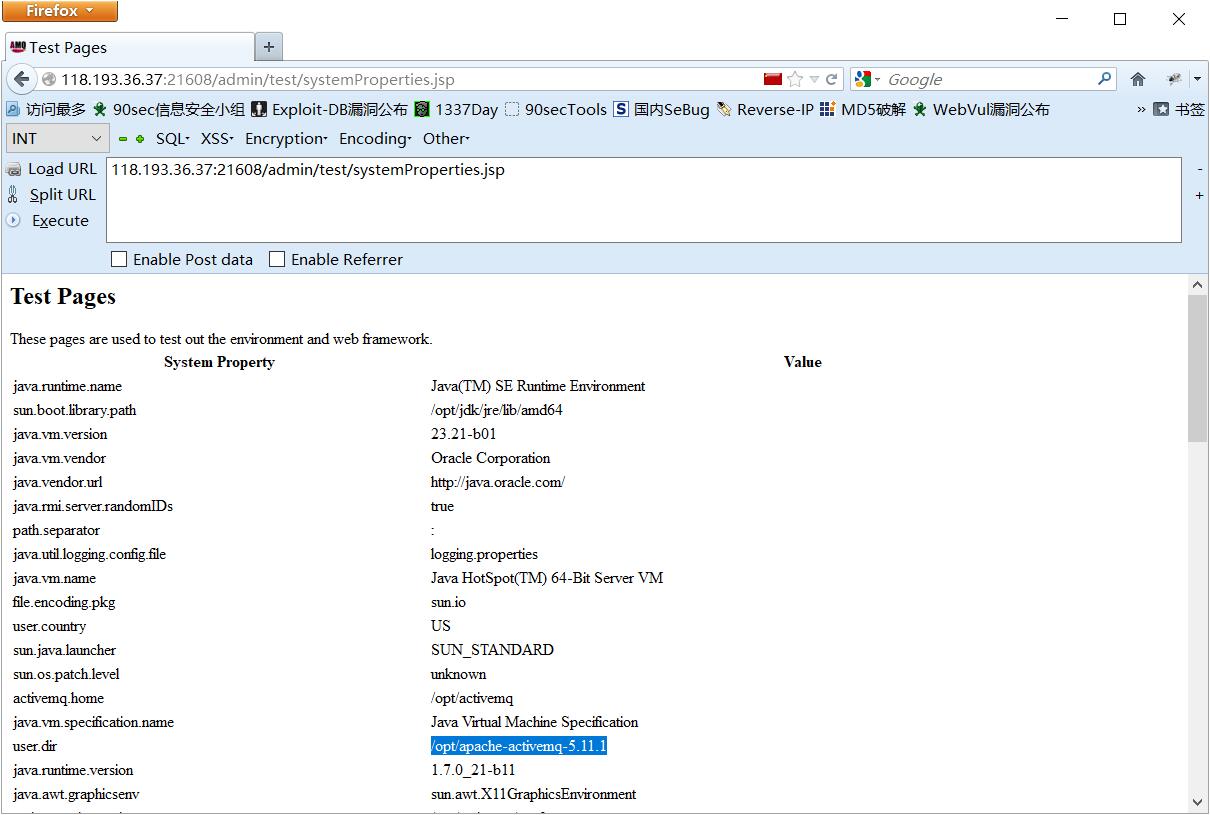 Firefox
AMQ Test Pages
118.193.36.37:21608/admin/test/systemProperties.jsp Google
访问最多 90sec信息安全小组 Exploit-DB漏洞公布 1337Day 90secTools S 国内SeBug Reverse-IP MD5破解 WebVul漏洞公布 » 书签
INT SQL XSS Encryption Encoding Other
Load URL 118.193.36.37:21608/admin/test/systemProperties.jsp -
Split URL +
Execute
Enable Post data Enable Referrer
Test Pages
These pages are used to test out the environment and web framework.
System Property Value
java.runtime.name Java(TM) SE Runtime Environment
sun.boot.library.path /opt/jdk/jre/lib/amd64
java.vm.version 23.21-b01
java.vm.vendor Oracle Corporation
java.vendor.url http://java.oracle.com/
java.rmi.server.randomIDs true
path.separator :
java.util.logging.config.file logging.properties
java.vm.name Java HotSpot(TM) 64-Bit Server VM
file.encoding.pkg sun.io
user.country US
sun.java.launcher SUN_STANDARD
sun.os.patch.level unknown
activemq.home /opt/activemq
java.vm.specification.name Java Virtual Machine Specification
user.dir /opt/apache-activemq-5.11.1
java.runtime.version 1.7.0_21-b11
java.awt.graphicsenv sun.awt.X11GraphicsEnvironment